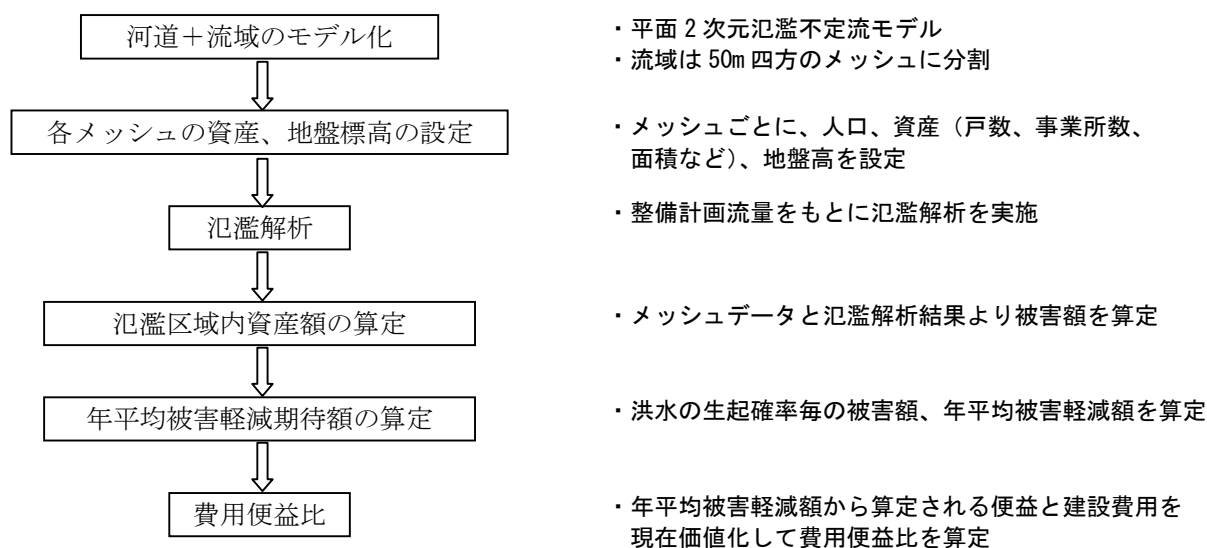 河道＋流域のモデル化
・平面2次元氾濫不定流モデル
・流域は50m四方のメッシュに分割
各メッシュの資産、地盤標高の設定
・メッシュごとに、人口、資産（戸数、事業所数、
面積など）、地盤高を設定
氾濫解析
・整備計画流量をもとに氾濫解析を実施
氾濫区域内資産額の算定
・メッシュデータと氾濫解析結果より被害額を算定
年平均被害軽減期待額の算定
・洪水の生起確率毎の被害額、年平均被害軽減額を算定
費用便益比
・年平均被害軽減額から算定される便益と建設費用を
現在価値化して費用便益比を算定